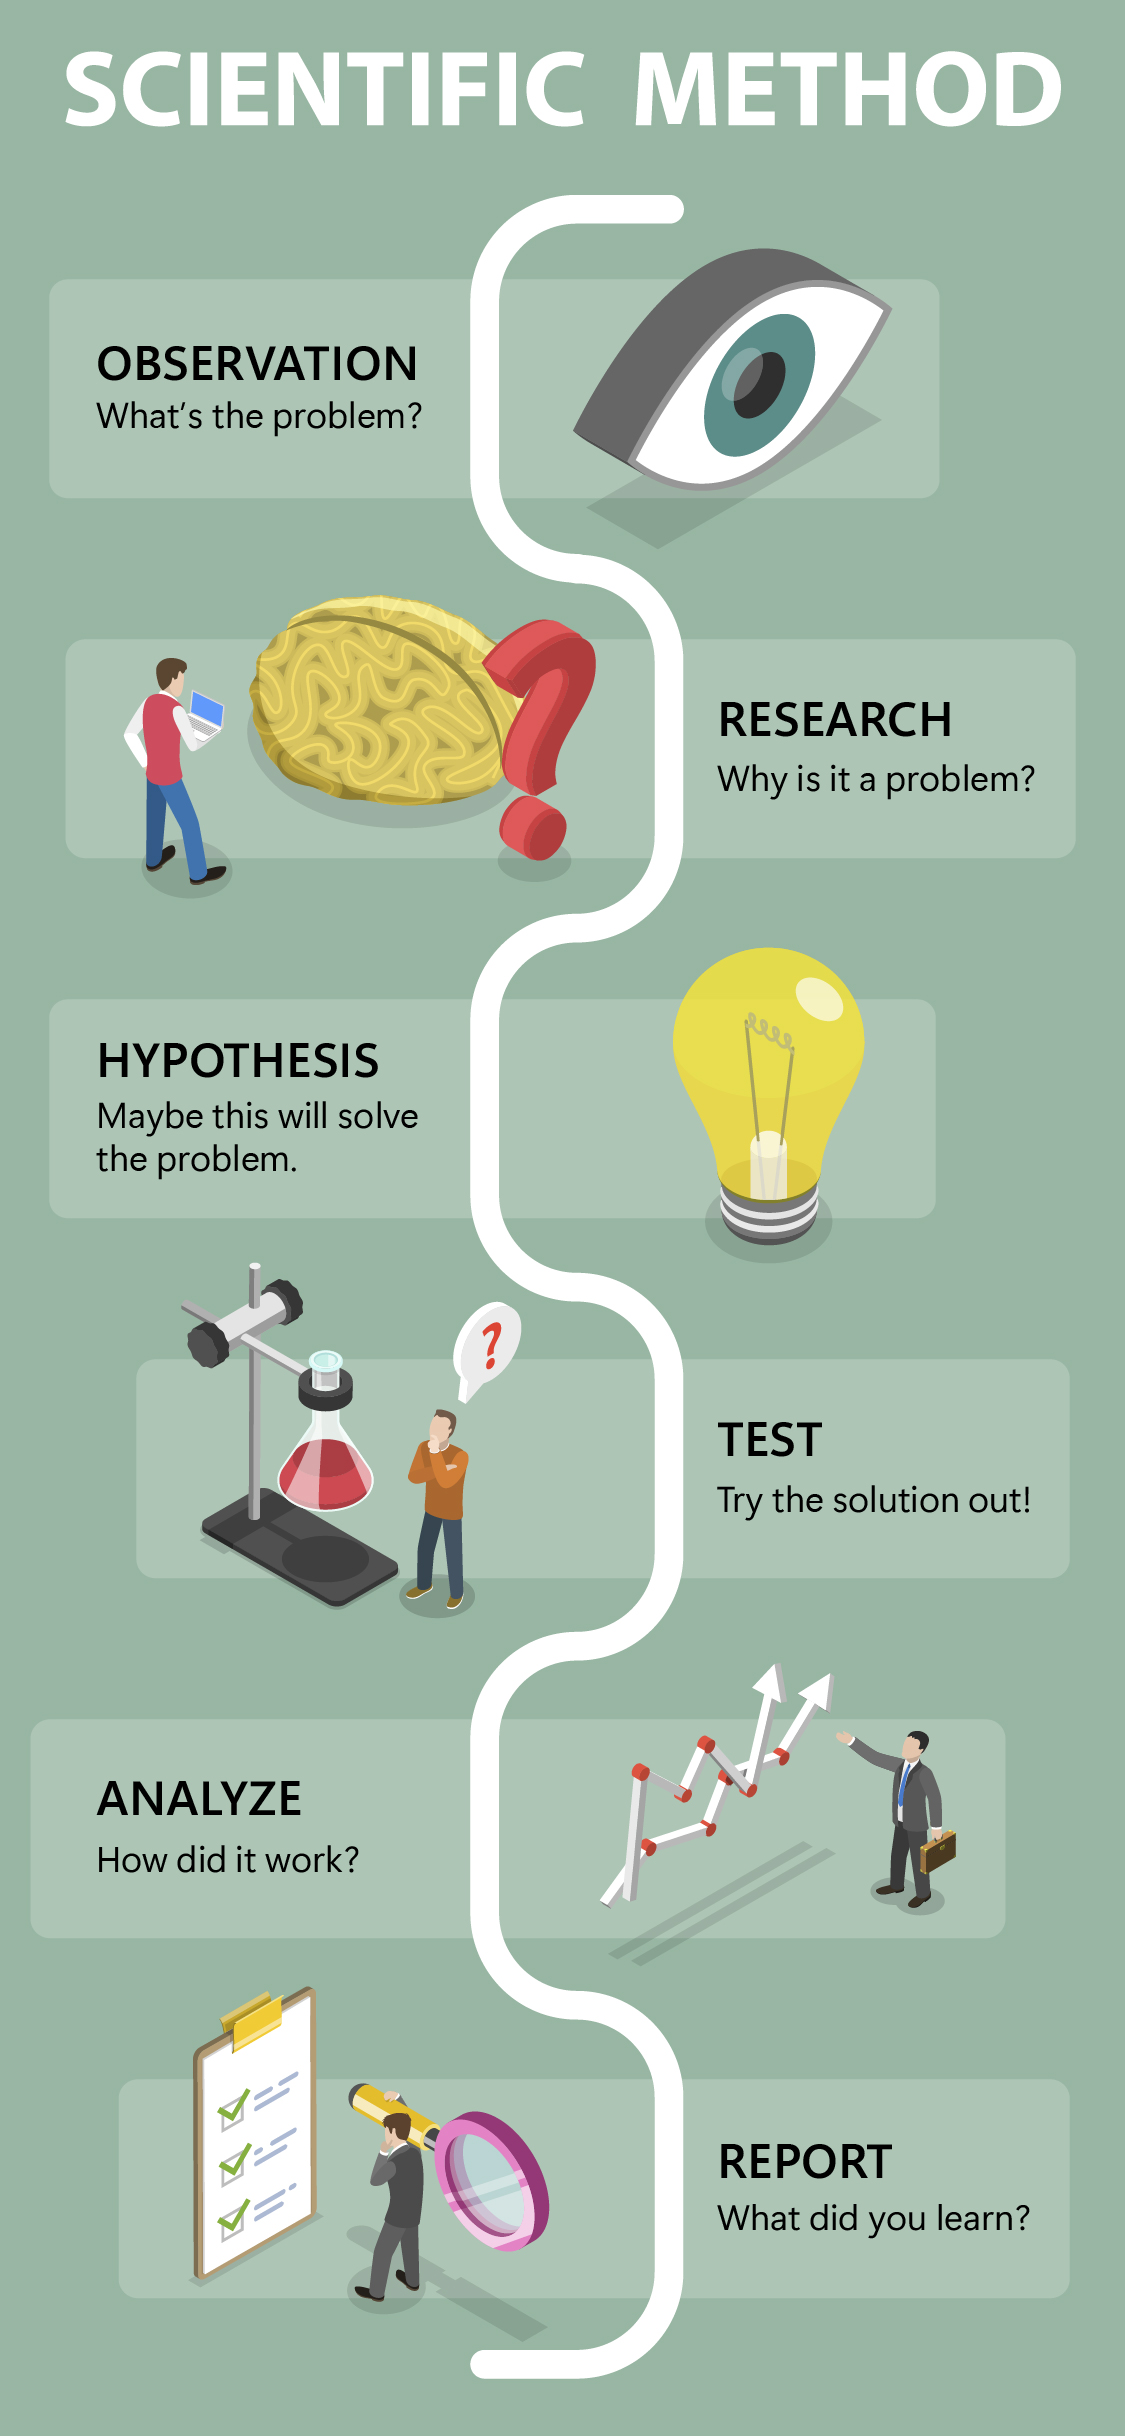 SCIENTIFIC METHOD
OBSERVATION
What's the problem?
RESEARCH
Why is it a problem?
HYPOTHESIS
Maybe this will solve
the problem.
?
TEST
Try the solution out!
ANALYZE
How did it work?
REPORT
What did you learn?